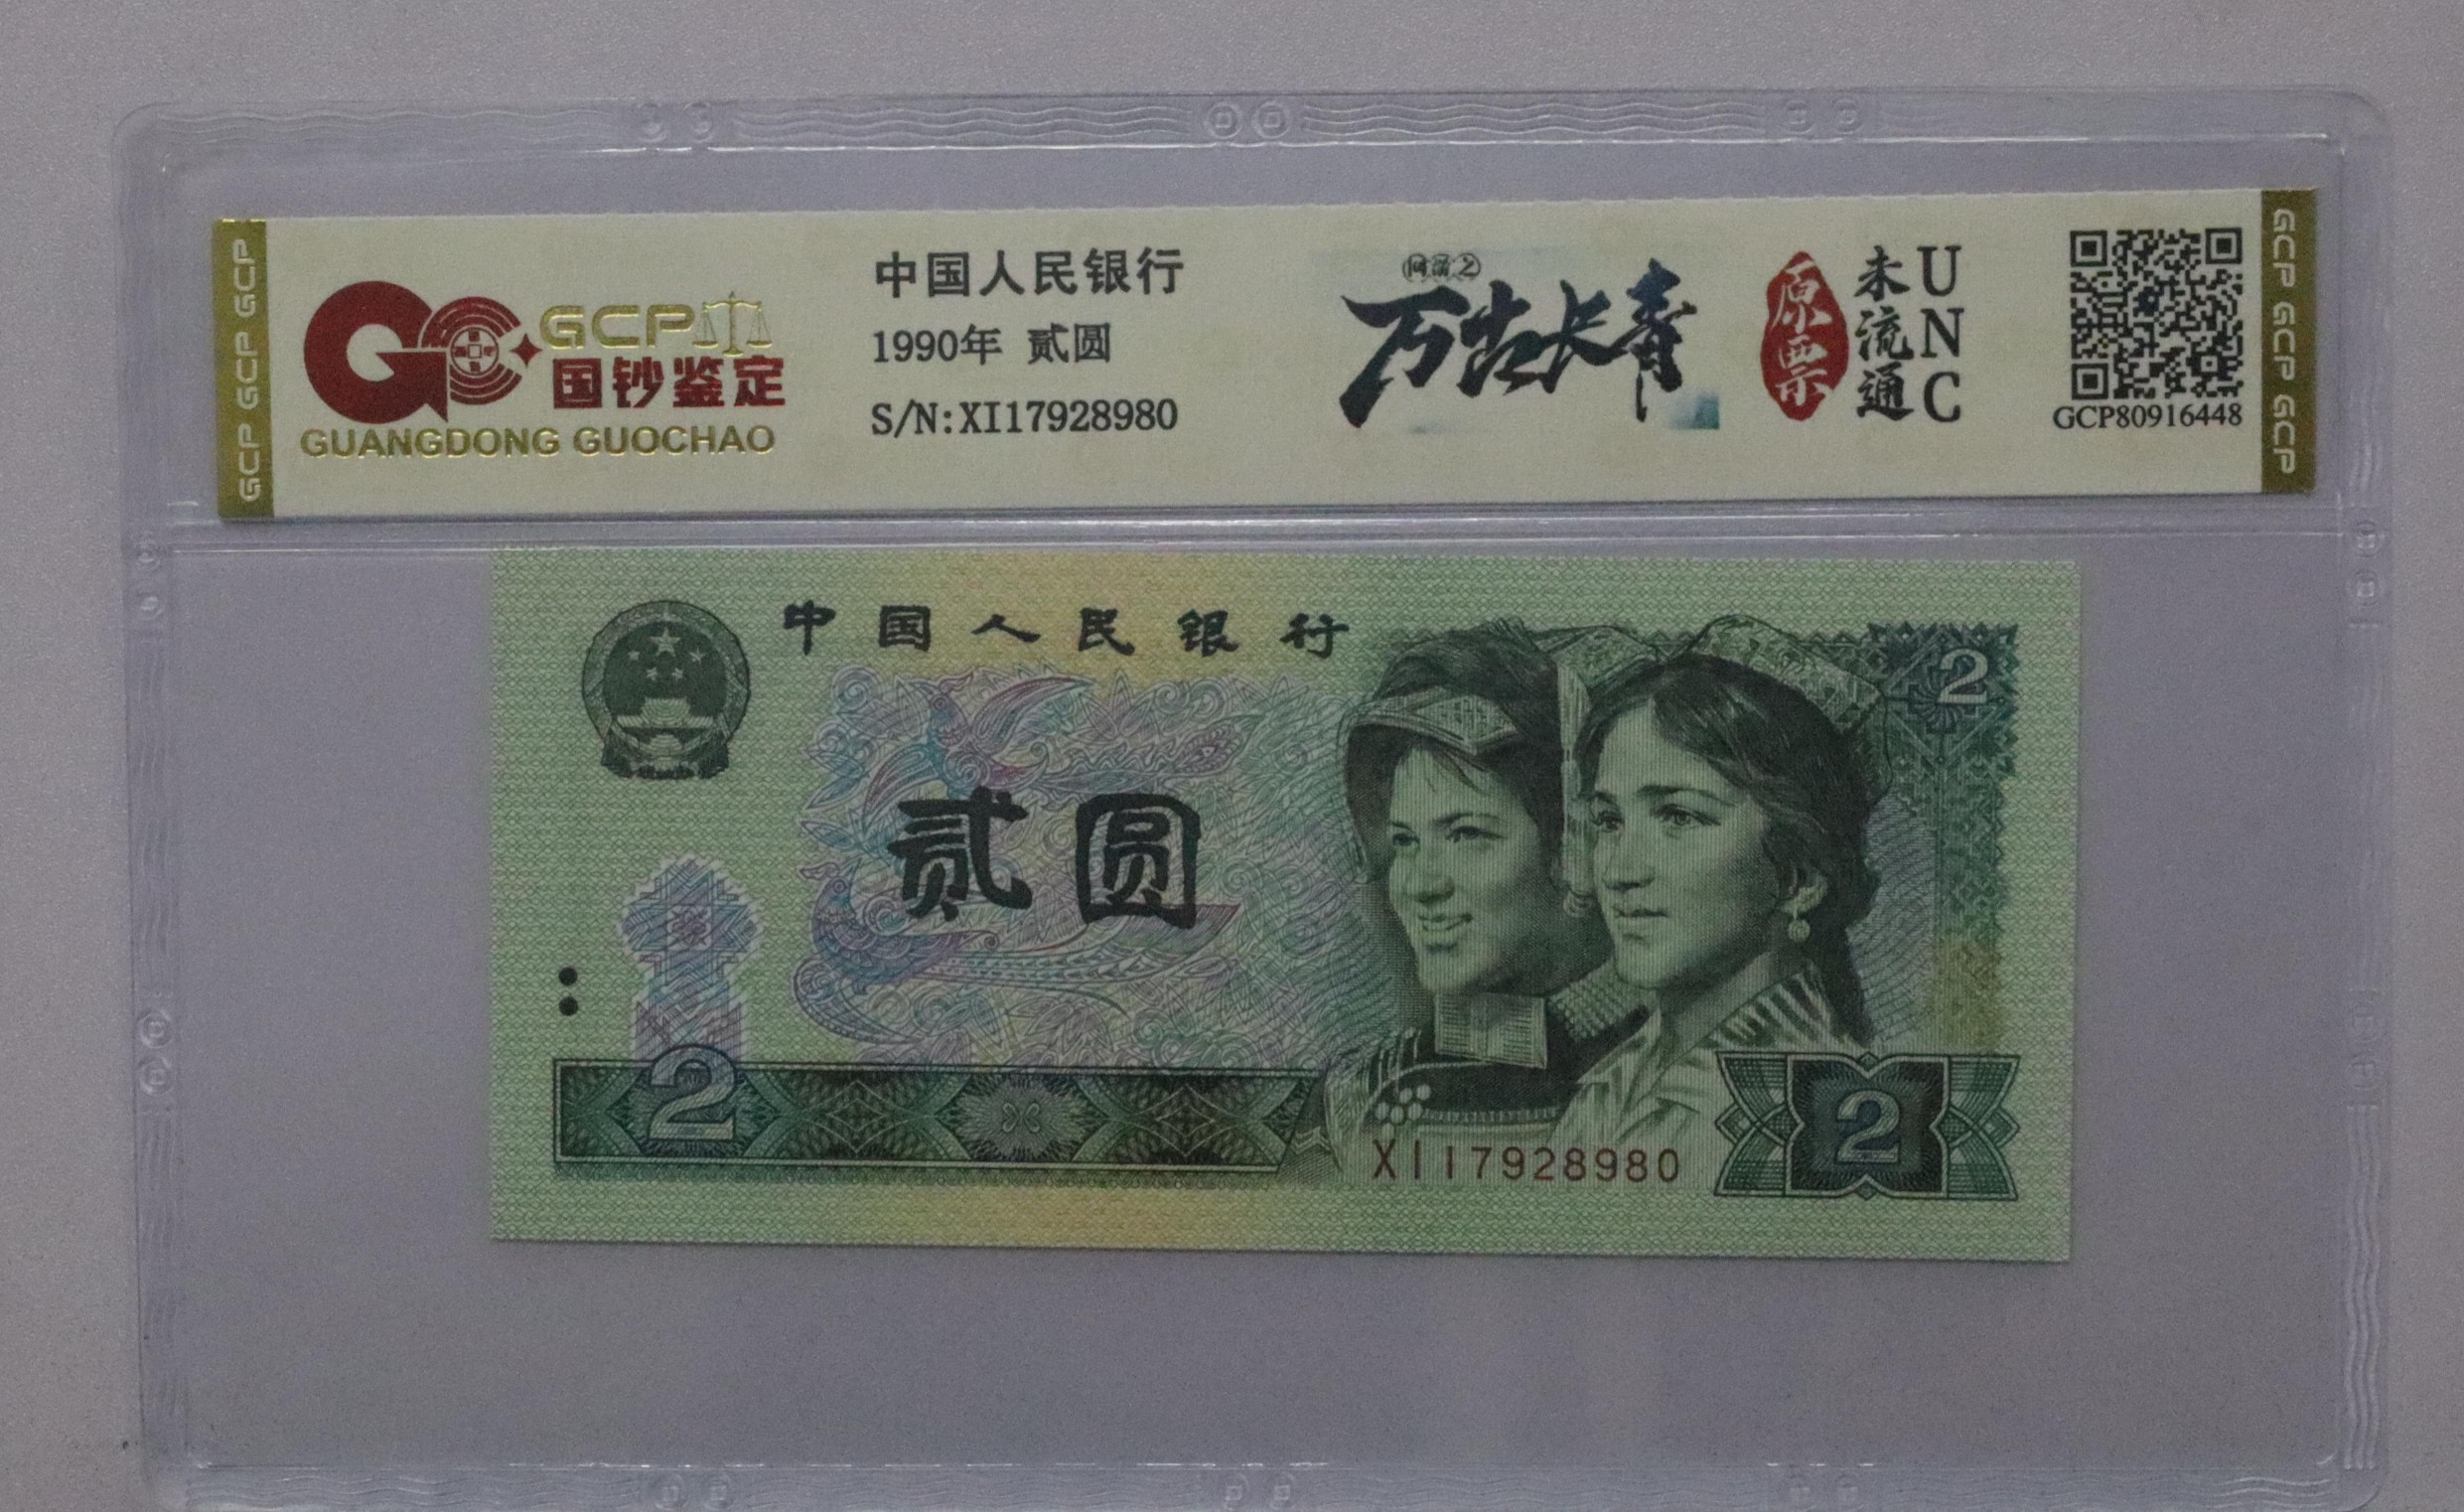 GCP GCP GCP
GCP
国钞鉴定
GUANGDONG GUOCHAO
中国人民银行
1990年 贰圆
S/N:XI17928980
万古长青
原票
未流通
UNC
GCP80916448
GCP GCP GCP
中国人民银行
2
贰圆
2
XI17928980
2